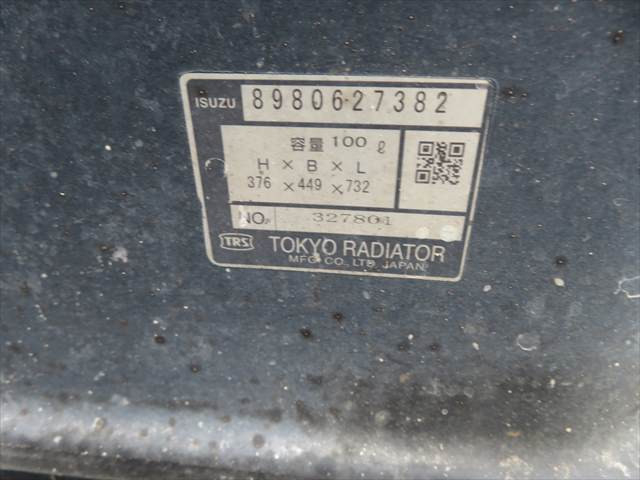 ISUZU 8980627382
容量 100 ℓ
H × B × L
376 × 449 × 732
NO. 327804
TRS TOKYO RADIATOR
MFG. CO., LTD. JAPAN